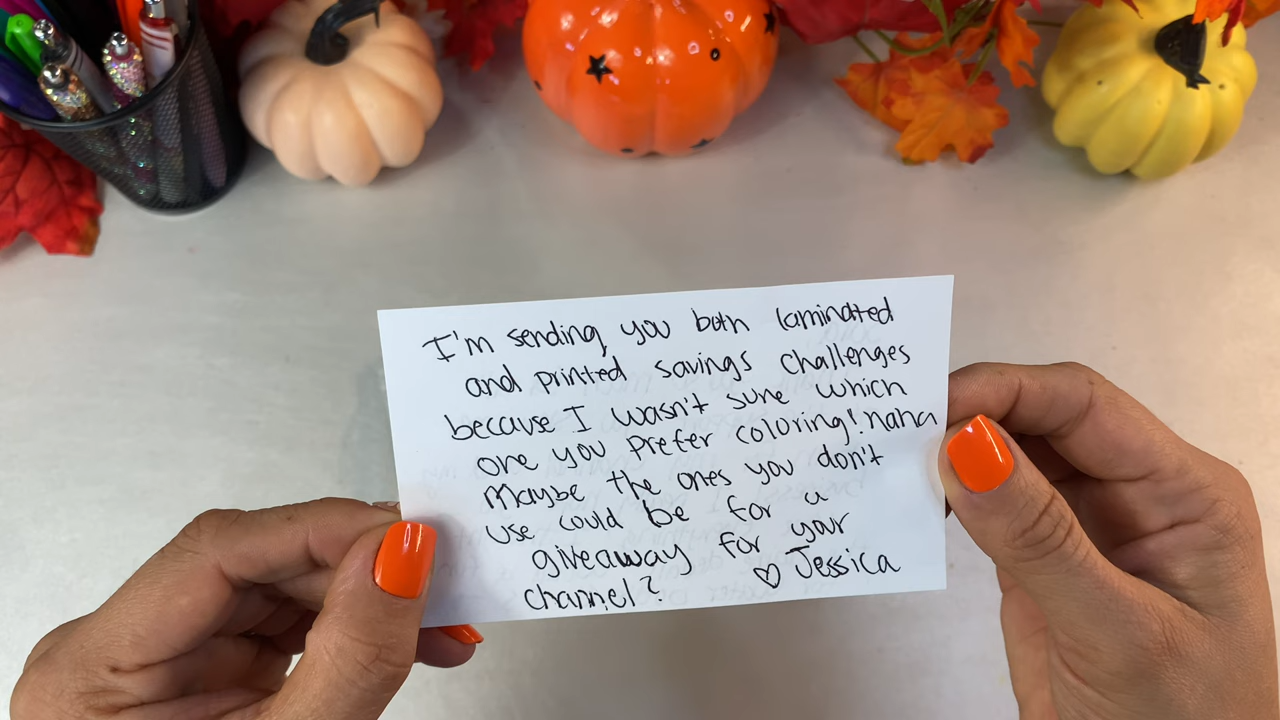 I'm sending you both laminated
and printed savings challenges
because I wasn't sure which
one you prefer coloring! haha
Maybe the ones you don't
use could be for a
giveaway for your
channel? ♡ Jessica